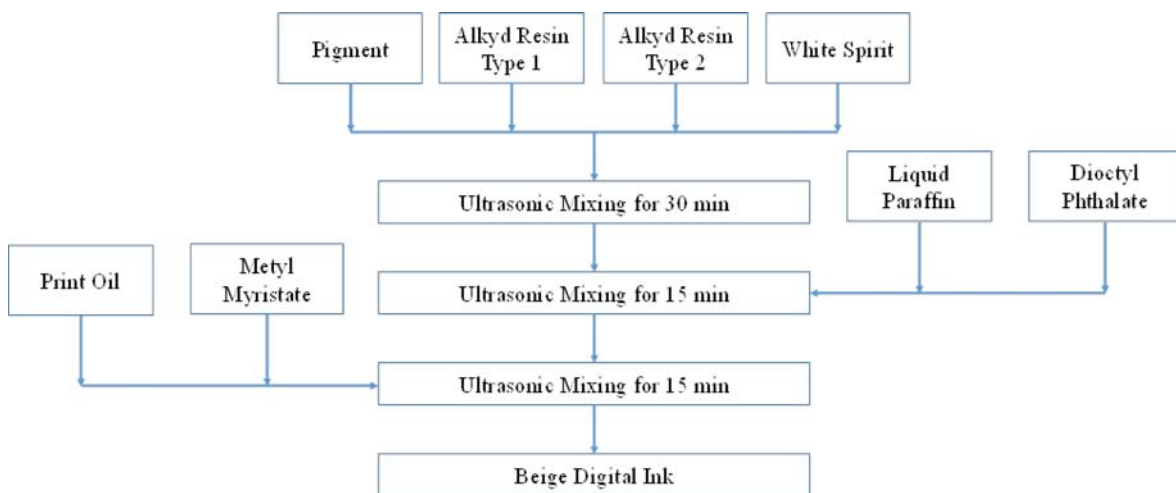 Pigment
Alkyd Resin
Type 1
Alkyd Resin
Type 2
White Spirit
Ultrasonic Mixing for 30 min
Liquid
Paraffin
Dioctyl
Phthalate
Print Oil
Metyl
Myristate
Ultrasonic Mixing for 15 min
Ultrasonic Mixing for 15 min
Beige Digital Ink